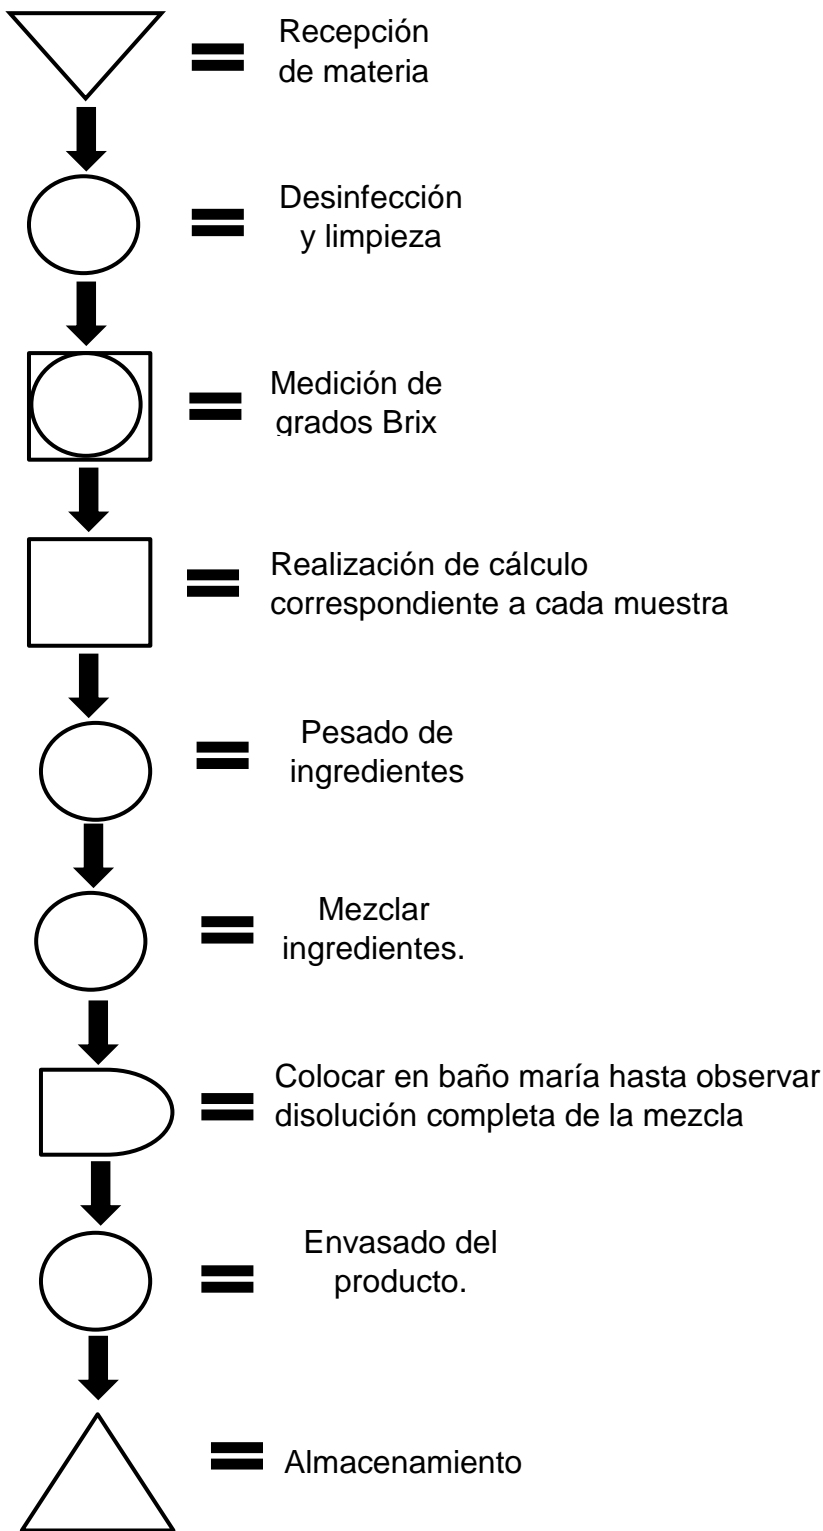 Recepción
de materia
Desinfección
y limpieza
Medición de
grados Brix
Realización de cálculo
correspondiente a cada muestra
Pesado de
ingredientes
Mezclar
ingredientes.
Colocar en baño maría hasta observar
disolución completa de la mezcla
Envasado del
producto.
Almacenamiento